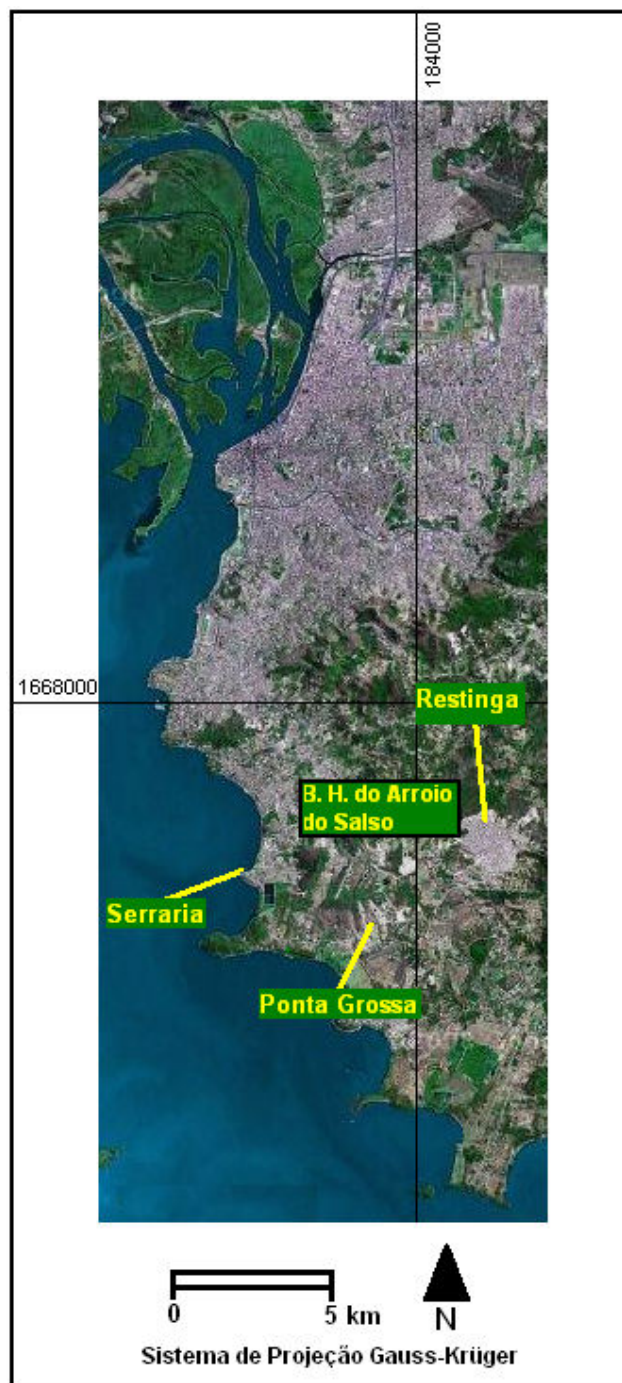 184000
1668000
Restinga
B. H. do Arroio
do Salso
Serraria
Ponta Grossa
0
5 km
N
Sistema de Projeção Gauss-Krüger